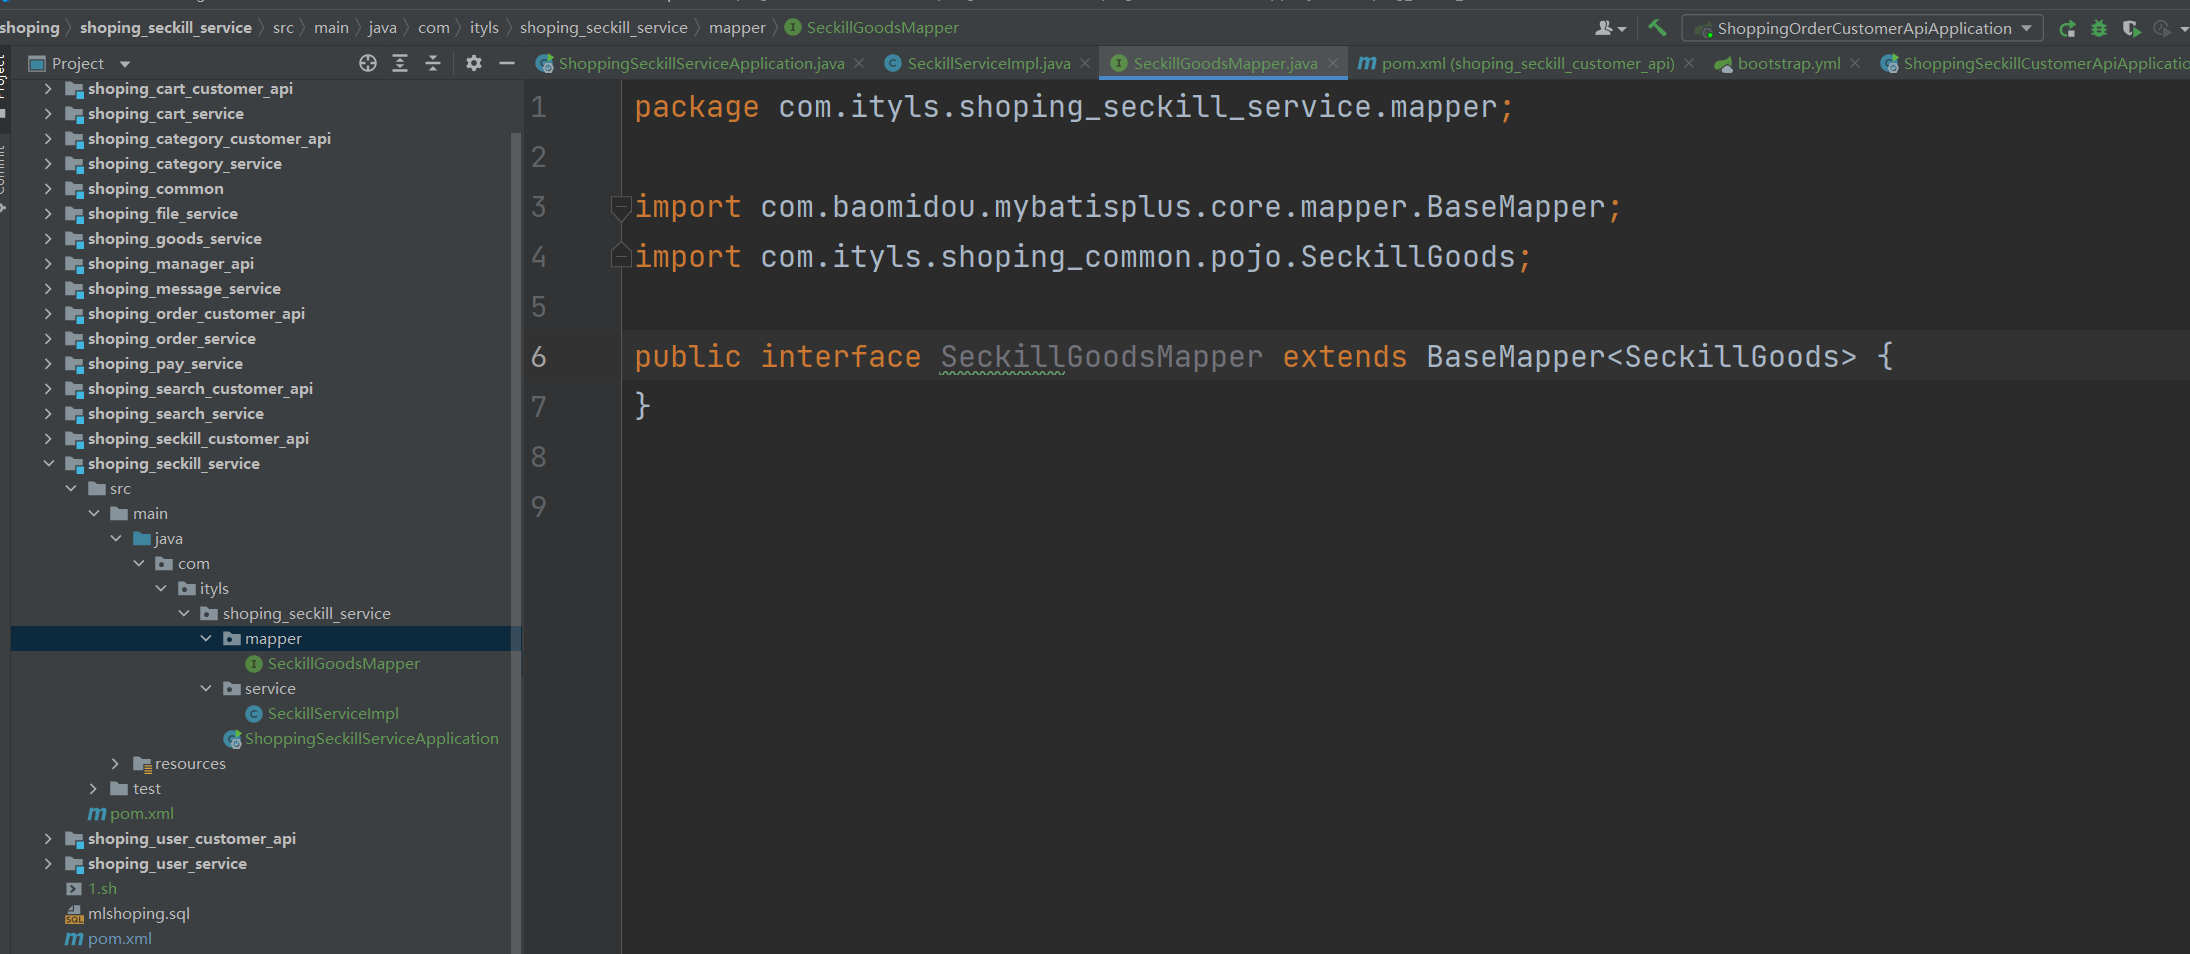 shoping shoping_seckill_service src main java com ityls shoping_seckill_service mapper SeckillGoodsMapper ShoppingOrderCustomerApiApplication
Project ShoppingSeckillServiceApplication.java SeckillServiceImpl.java SeckillGoodsMapper.java pom.xml (shoping_seckill_customer_api) bootstrap.yml ShoppingSeckillCustomerApiApplicatio
Project
Commit
shoping_cart_customer_api
shoping_cart_service
shoping_category_customer_api
shoping_category_service
shoping_common
shoping_file_service
shoping_goods_service
shoping_manager_api
shoping_message_service
shoping_order_customer_api
shoping_order_service
shoping_pay_service
shoping_search_customer_api
shoping_search_service
shoping_seckill_customer_api
shoping_seckill_service
src
main
java
com
ityls
shoping_seckill_service
mapper
SeckillGoodsMapper
service
SeckillServiceImpl
ShoppingSeckillServiceApplication
resources
test
pom.xml
shoping_user_customer_api
shoping_user_service
1.sh
mlshoping.sql
pom.xml
1 package com.ityls.shoping_seckill_service.mapper;
2
3 import com.baomidou.mybatisplus.core.mapper.BaseMapper;
4 import com.ityls.shoping_common.pojo.SeckillGoods;
5
6 public interface SeckillGoodsMapper extends BaseMapper<SeckillGoods> {
7 }
8
9